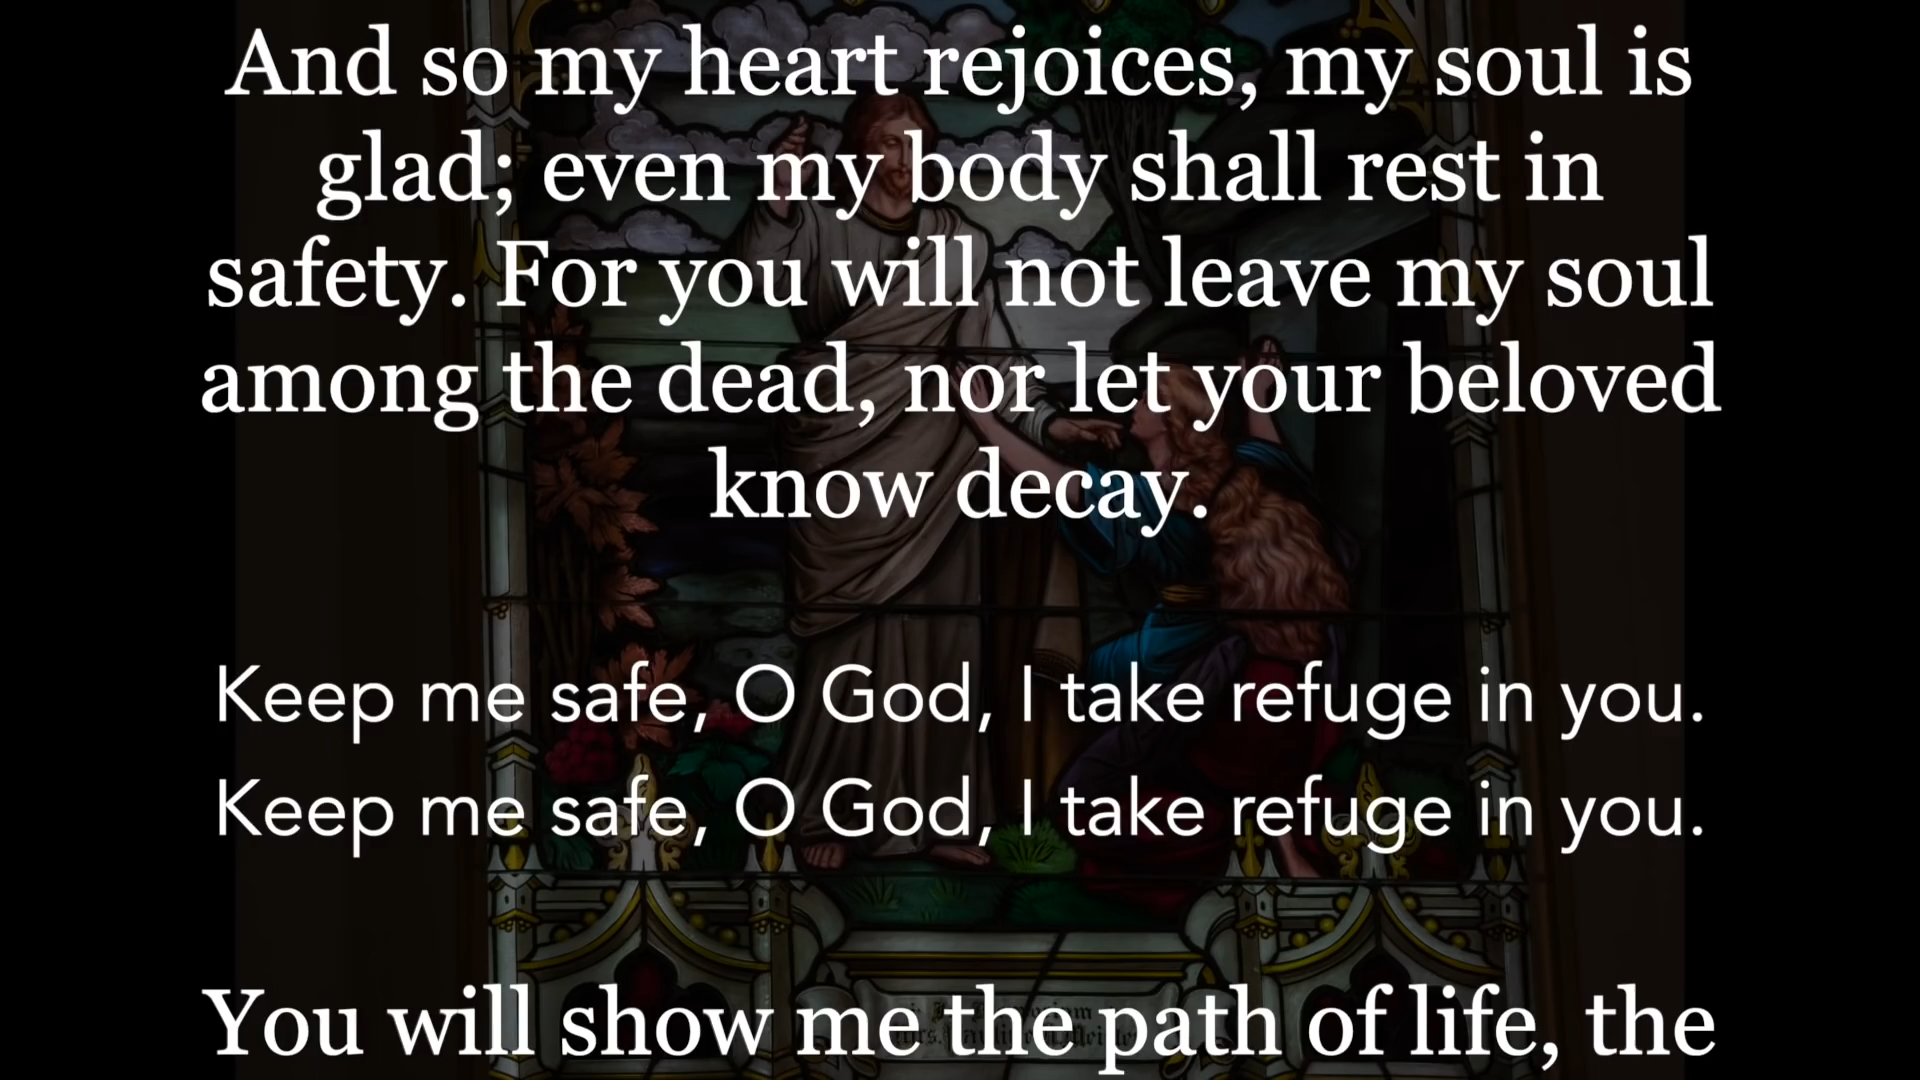 And so my heart rejoices, my soul is
glad; even my body shall rest in
safety. For you will not leave my soul
among the dead, nor let your beloved
know decay.
Keep me safe, O God, I take refuge in you.
Keep me safe, O God, I take refuge in you.
You will show me the path of life, the